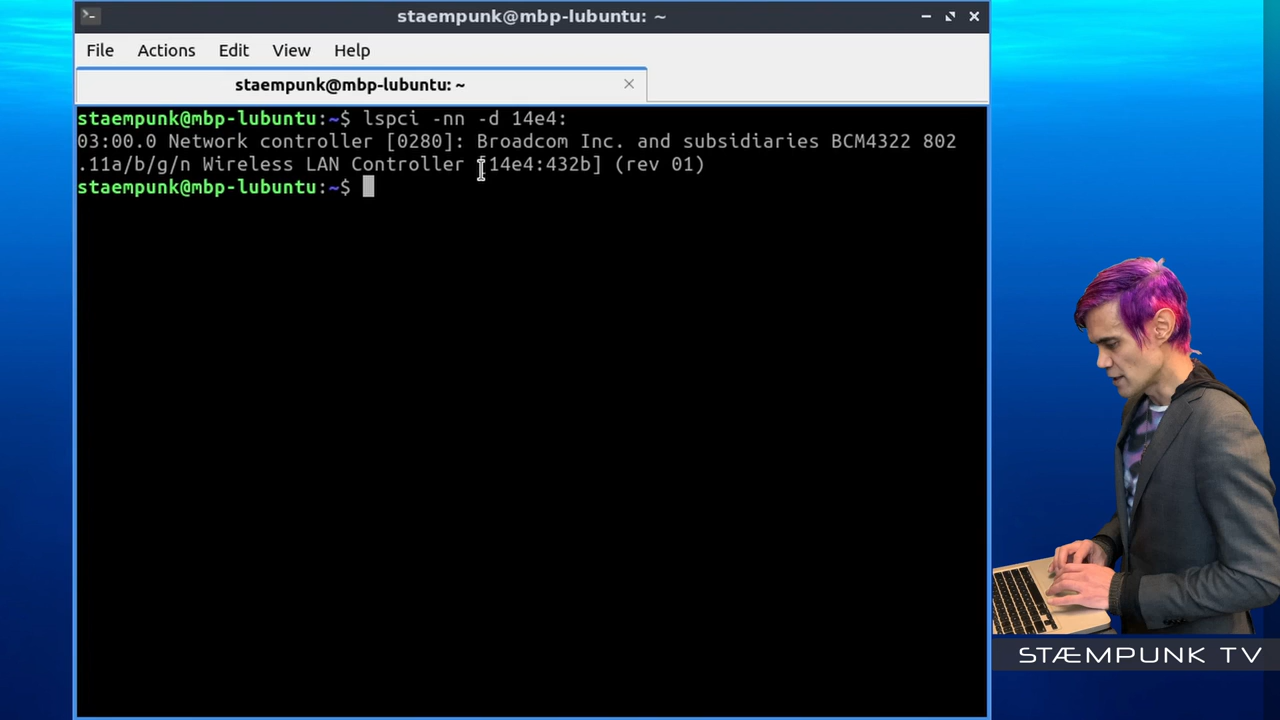 staempunk@mbp-lubuntu: ~
File Actions Edit View Help
staempunk@mbp-lubuntu: ~
staempunk@mbp-lubuntu:~$ lspci -nn -d 14e4:
03:00.0 Network controller [0280]: Broadcom Inc. and subsidiaries BCM4322 802
.11a/b/g/n Wireless LAN Controller [14e4:432b] (rev 01)
staempunk@mbp-lubuntu:~$
STÆMPUNK TV